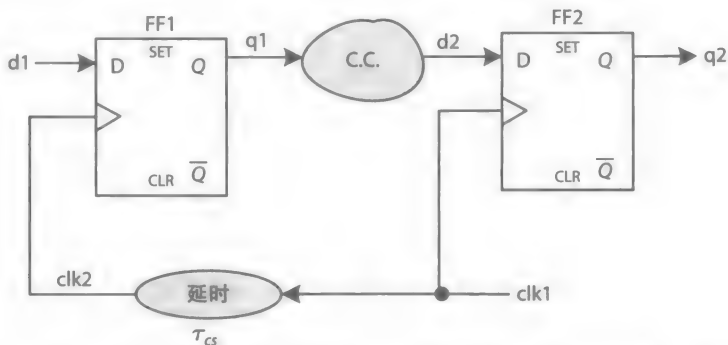 FF1
FF2
d1
D
SET
Q
q1
C.C.
d2
D
SET
Q
q2
CLR
Q
CLR
Q
clk2
延时
clk1
τcs